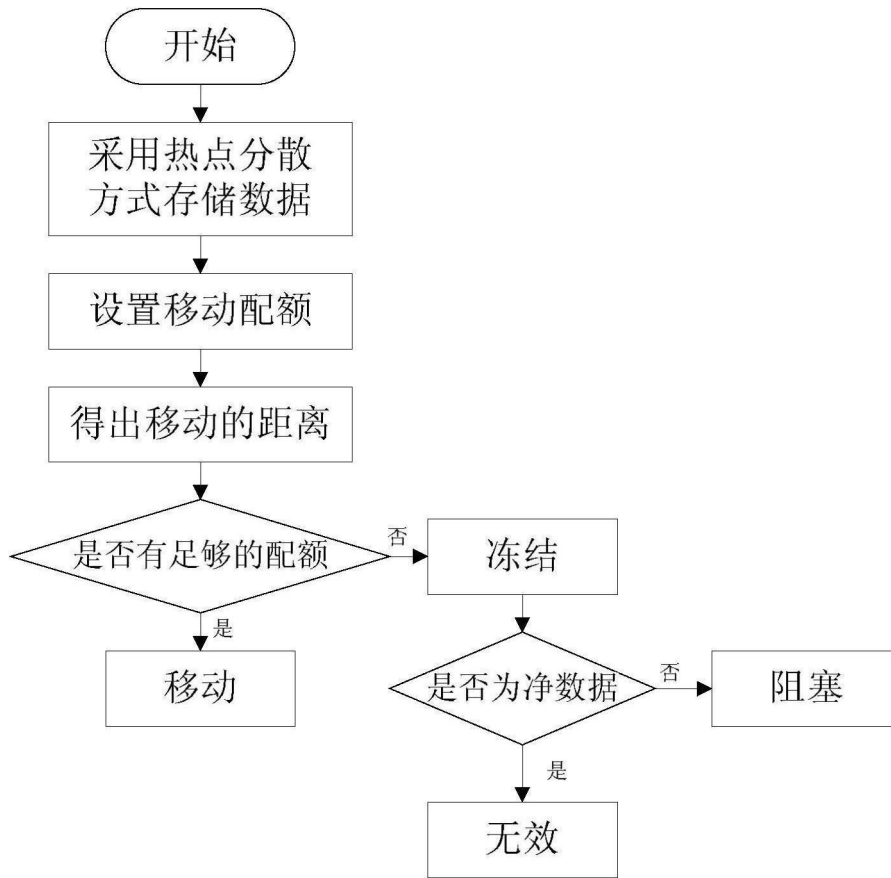 开始
采用热点分散
方式存储数据
设置移动配额
得出移动的距离
是否有足够的配额
否
冻结
是
移动
是否为净数据
否
阻塞
是
无效